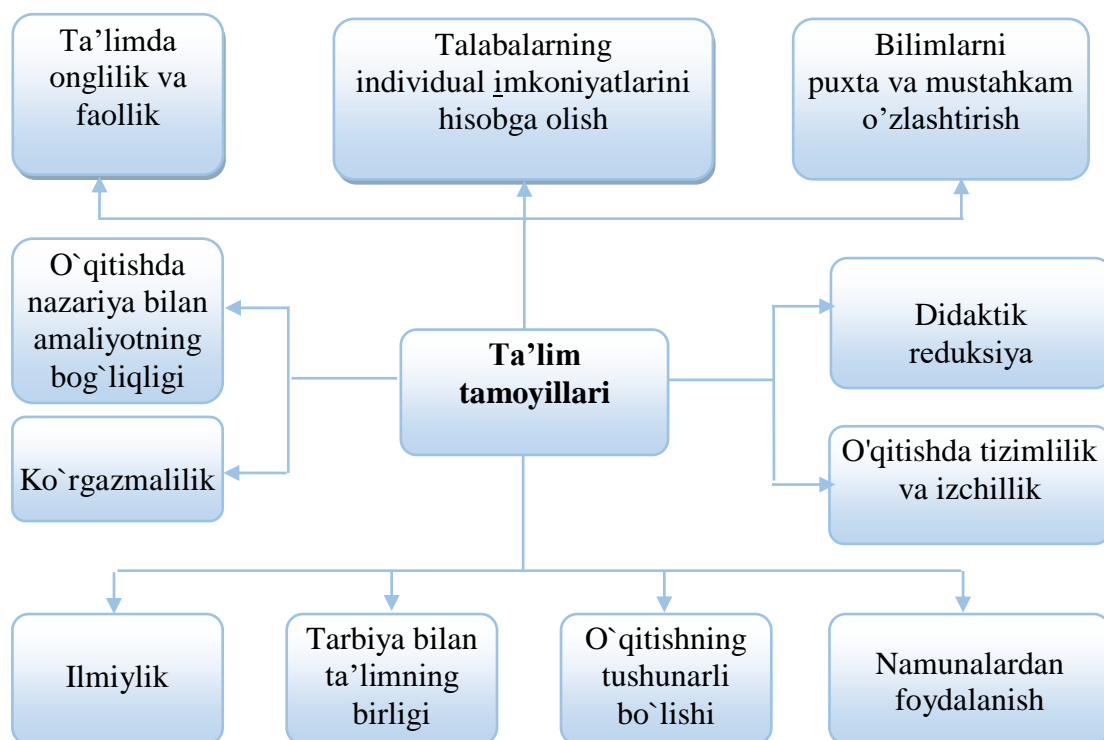 Ta’limda
onglilik va
faollik
Talabalarning
individual imkoniyatlarini
hisobga olish
Bilimlarni
puxta va mustahkam
o’zlashtirish
O`qitishda
nazariya bilan
amaliyotning
bog`liqligi
Ta’lim
tamoyillari
Didaktik
reduksiya
Ko`rgazmalilik
O'qitishda tizimlilik
va izchillik
Ilmiylik
Tarbiya bilan
ta’limning
birligi
O`qitishning
tushunarli
bo`lishi
Namunalardan
foydalanish